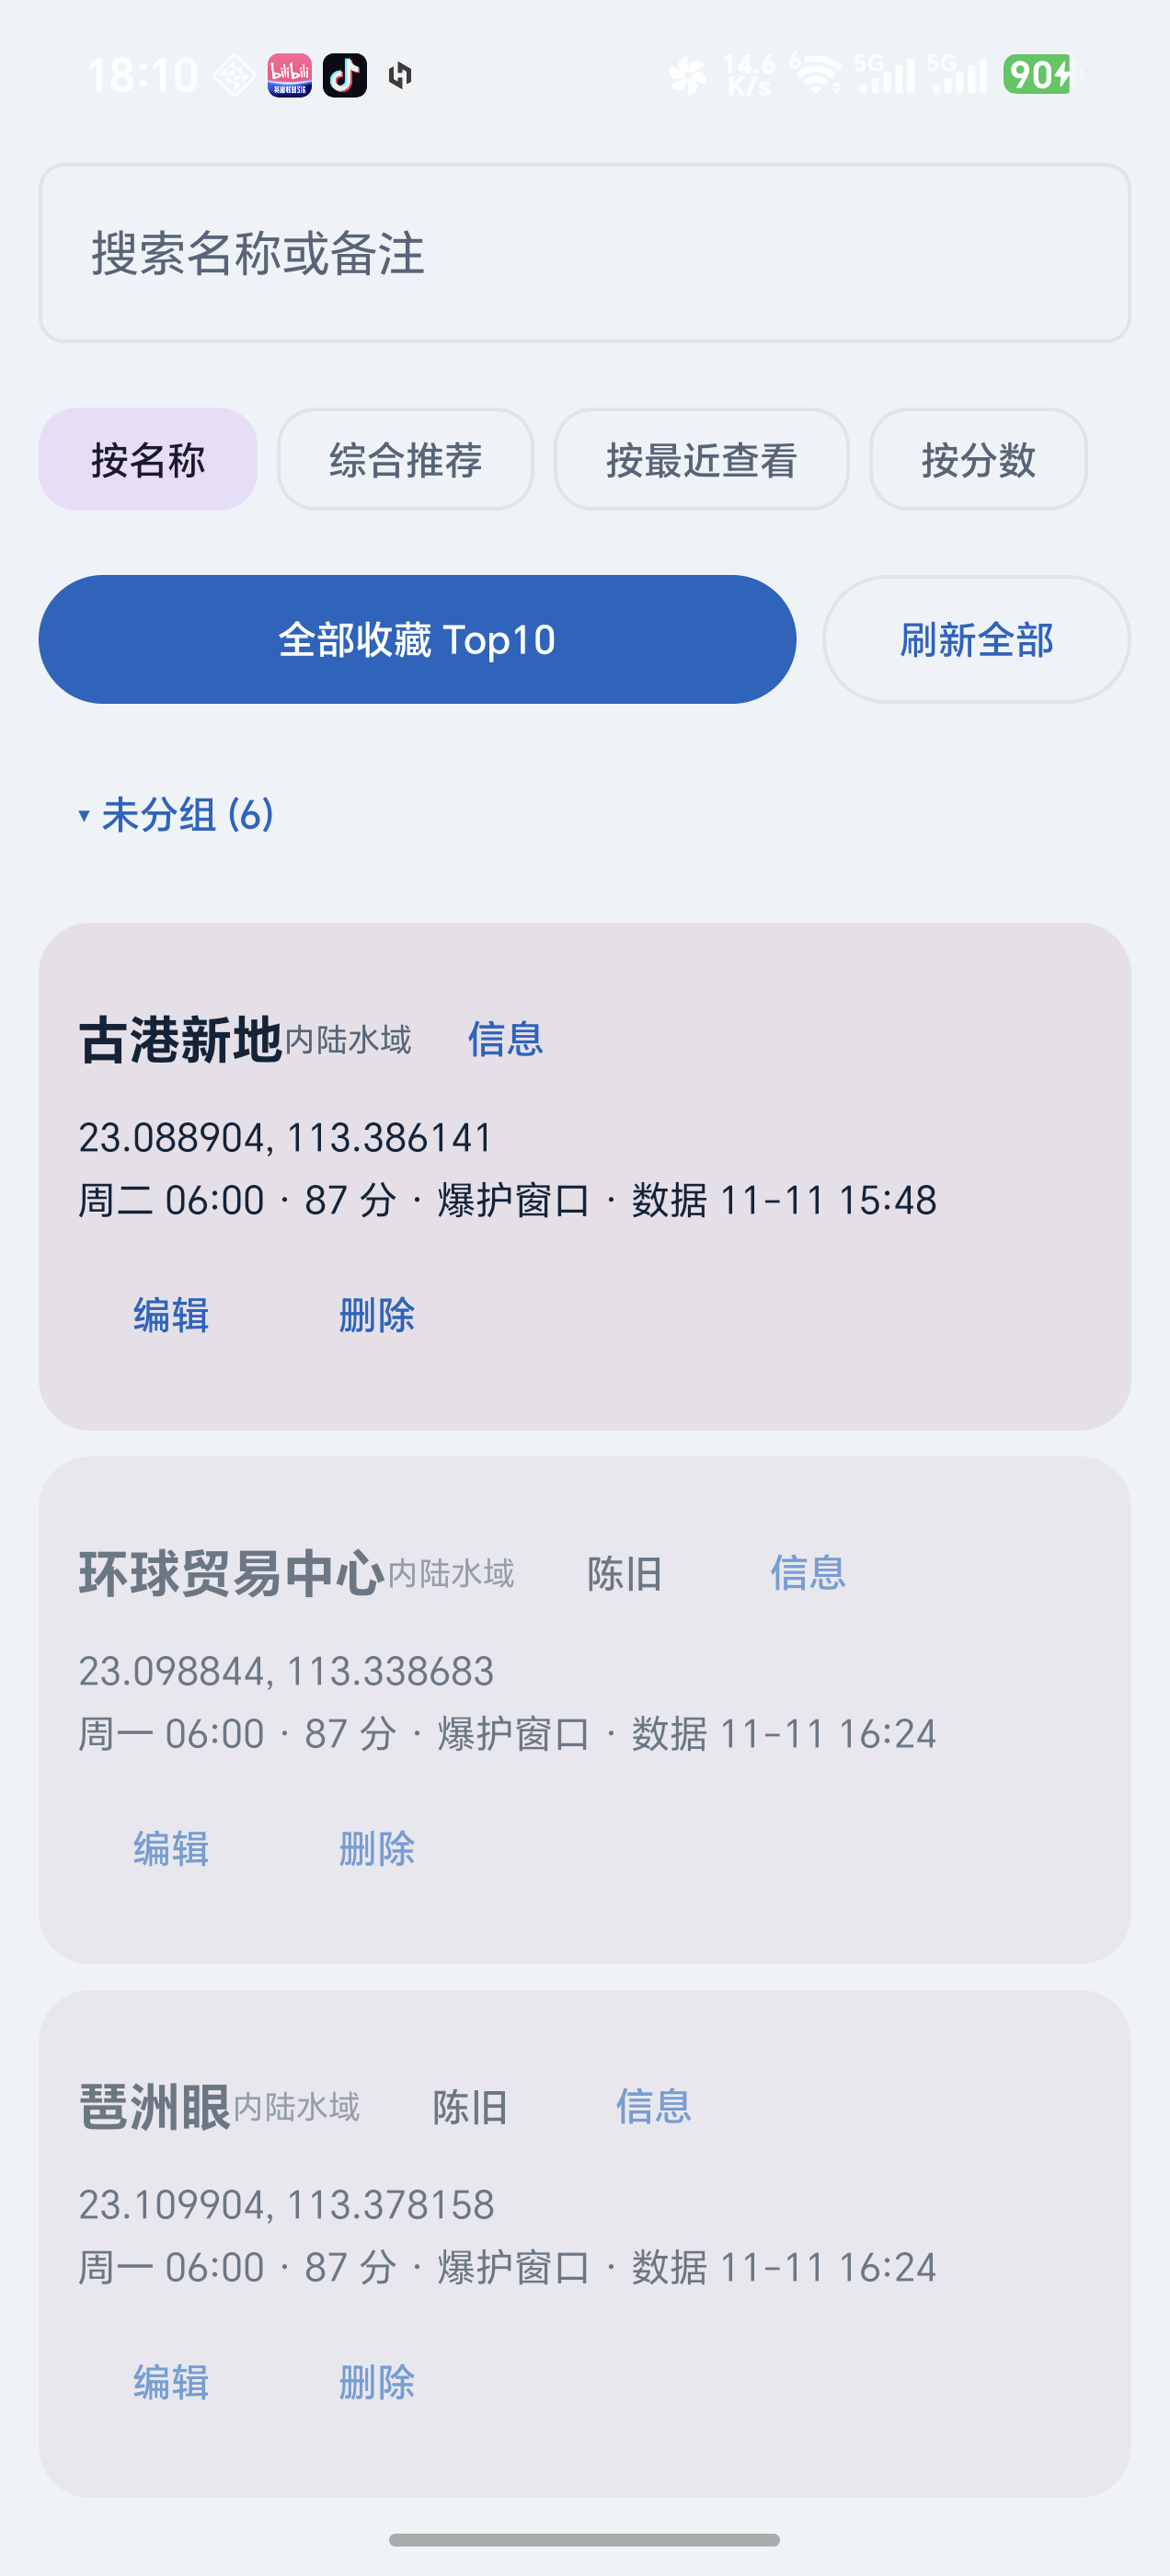 18:10 bilibili 14.6 K/s 6 5G 5G 90
搜索名称或备注
按名称 综合推荐 按最近查看 按分数
全部收藏 Top10 刷新全部
▾ 未分组 (6)
古港新地内陆水域 信息
23.088904, 113.386141
周二 06:00 · 87 分 · 爆护窗口 · 数据 11-11 15:48
编辑 删除
环球贸易中心内陆水域 陈旧 信息
23.098844, 113.338683
周一 06:00 · 87 分 · 爆护窗口 · 数据 11-11 16:24
编辑 删除
琶洲眼内陆水域 陈旧 信息
23.109904, 113.378158
周一 06:00 · 87 分 · 爆护窗口 · 数据 11-11 16:24
编辑 删除